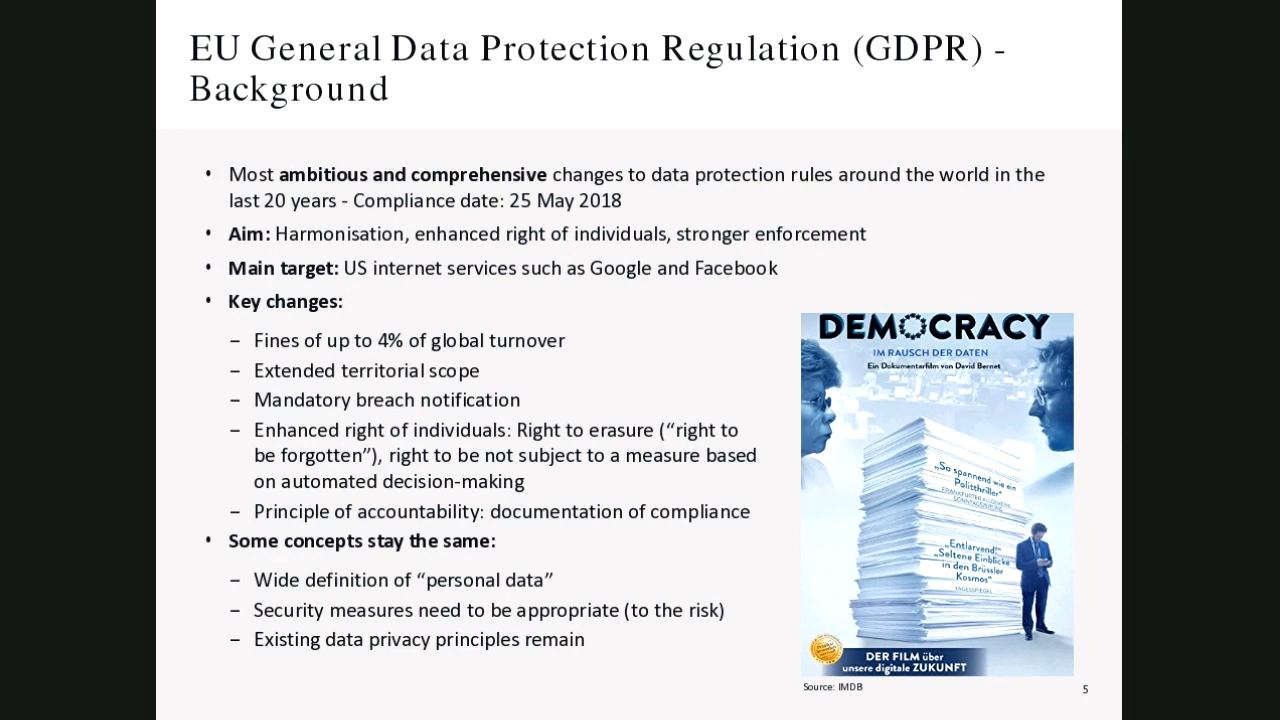 EU General Data Protection Regulation (GDPR) -
Background
• Most ambitious and comprehensive changes to data protection rules around the world in the
last 20 years - Compliance date: 25 May 2018
• Aim: Harmonisation, enhanced right of individuals, stronger enforcement
• Main target: US internet services such as Google and Facebook
• Key changes:
– Fines of up to 4% of global turnover
– Extended territorial scope
– Mandatory breach notification
– Enhanced right of individuals: Right to erasure (“right to
be forgotten”), right to be not subject to a measure based
on automated decision-making
– Principle of accountability: documentation of compliance
• Some concepts stay the same:
– Wide definition of “personal data”
– Security measures need to be appropriate (to the risk)
– Existing data privacy principles remain
DEMOCRACY
IM RAUSCH DER DATEN
Ein Dokumentarfilm von David Bernet
„So spannend wie ein
Politthriller“
FRANKFURTER ALLGEMEINE
SONNTAGSZEITUNG
„Entlarvend!“
„Seltene Einblicke
in den Brüssler
Kosmos“
TAGESSPIEGEL
DER FILM über
unsere digitale ZUKUNFT
Source: IMDB
5